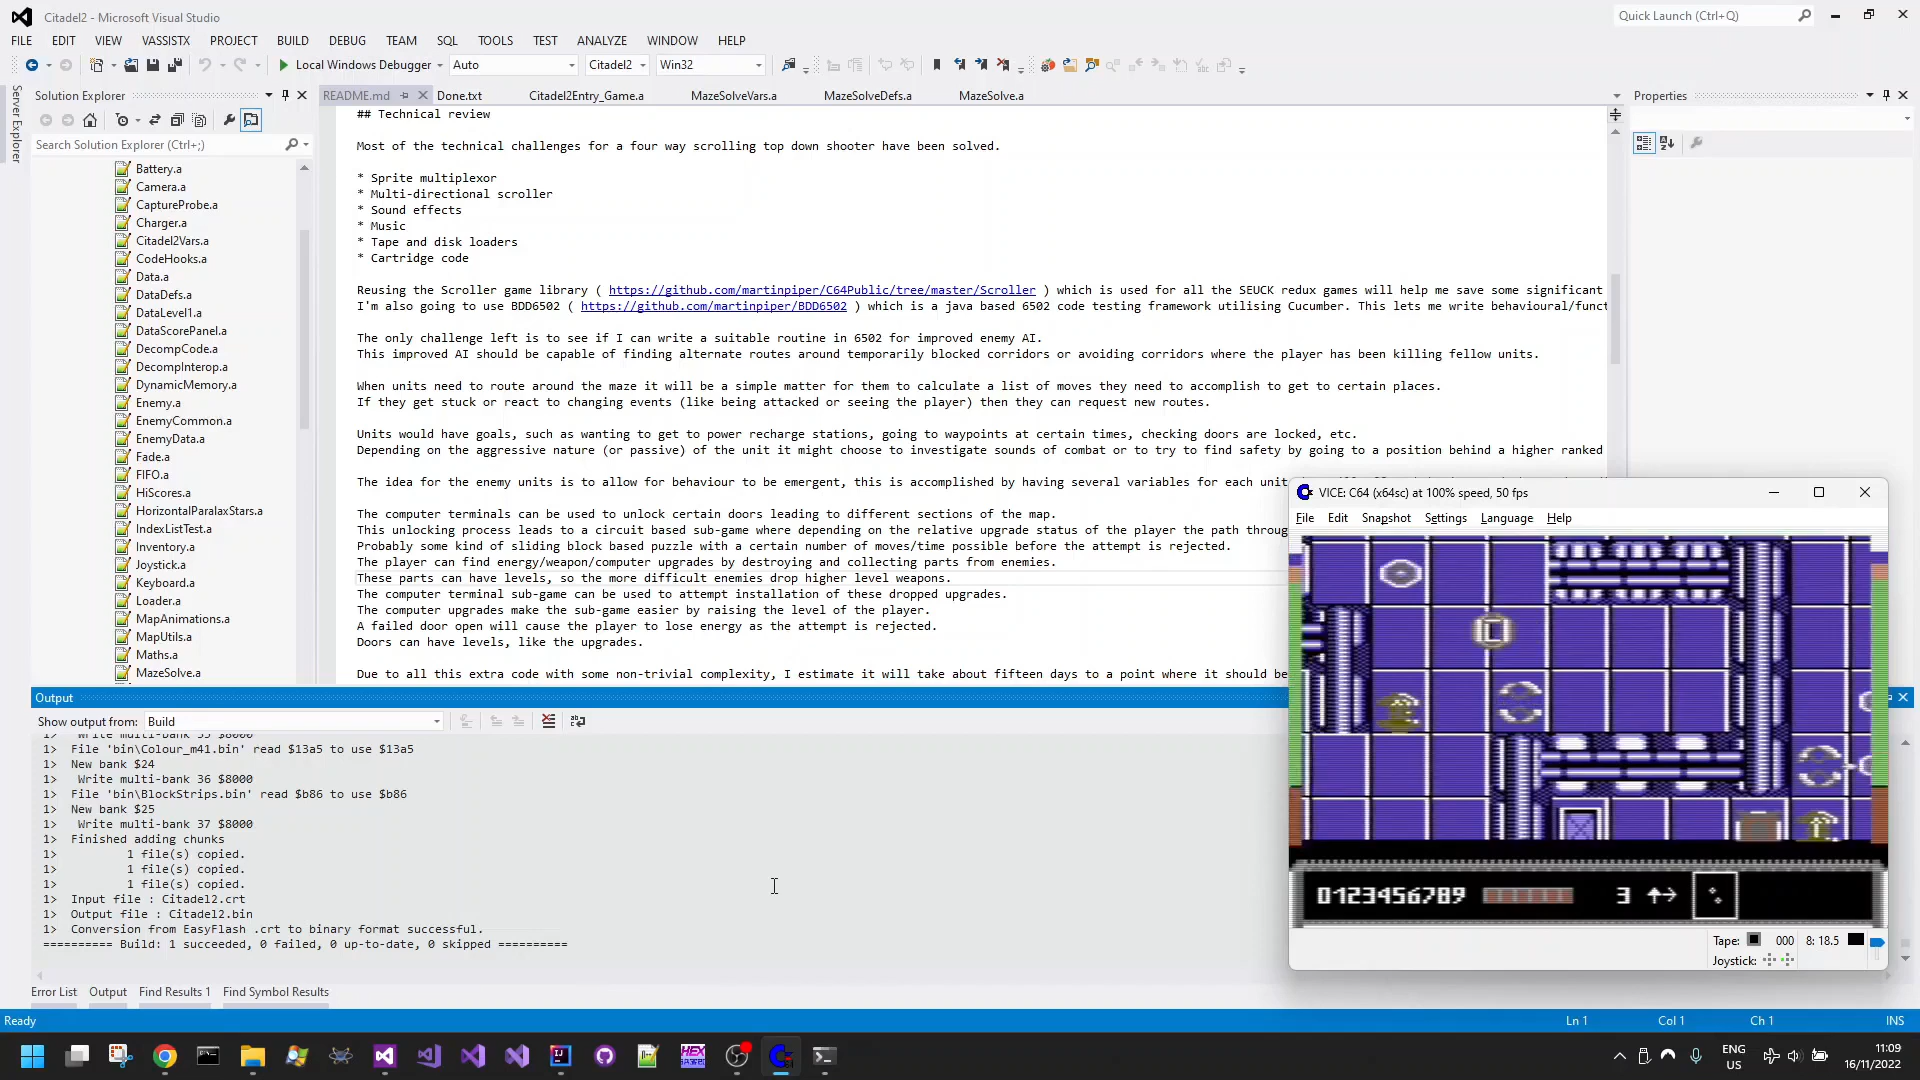 Citadel2 - Microsoft Visual Studio
Quick Launch (Ctrl+Q)
FILE EDIT VIEW VASSISTX PROJECT BUILD DEBUG TEAM SQL TOOLS TEST ANALYZE WINDOW HELP
Local Windows Debugger Auto Citadel2 Win32
Server Explorer
Solution Explorer
README.md Done.txt Citadel2Entry_Game.a MazeSolveVars.a MazeSolveDefs.a MazeSolve.a
Properties
Search Solution Explorer (Ctrl+;)
Battery.a
Camera.a
CaptureProbe.a
Charger.a
Citadel2Vars.a
CodeHooks.a
Data.a
DataDefs.a
DataLevel1.a
DataScorePanel.a
DecompCode.a
DecompInterop.a
DynamicMemory.a
Enemy.a
EnemyCommon.a
EnemyData.a
Fade.a
FIFO.a
HiScores.a
HorizontalParalaxStars.a
IndexListTest.a
Inventory.a
Joystick.a
Keyboard.a
Loader.a
MapAnimations.a
MapUtils.a
Maths.a
MazeSolve.a
## Technical review
Most of the technical challenges for a four way scrolling top down shooter have been solved.
* Sprite multiplexor
* Multi-directional scroller
* Sound effects
* Music
* Tape and disk loaders
* Cartridge code
Reusing the Scroller game library ( https://github.com/martinpiper/C64Public/tree/master/Scroller ) which is used for all the SEUCK redux games will help me save some significant
I'm also going to use BDD6502 ( https://github.com/martinpiper/BDD6502 ) which is a java based 6502 code testing framework utilising Cucumber. This lets me write behavioural/funct
The only challenge left is to see if I can write a suitable routine in 6502 for improved enemy AI.
This improved AI should be capable of finding alternate routes around temporarily blocked corridors or avoiding corridors where the player has been killing fellow units.
When units need to route around the maze it will be a simple matter for them to calculate a list of moves they need to accomplish to get to certain places.
If they get stuck or react to changing events (like being attacked or seeing the player) then they can request new routes.
Units would have goals, such as wanting to get to power recharge stations, going to waypoints at certain times, checking doors are locked, etc.
Depending on the aggressive nature (or passive) of the unit it might choose to investigate sounds of combat or to try to find safety by going to a position behind a higher ranked
The idea for the enemy units is to allow for behaviour to be emergent, this is accomplished by having several variables for each unit
The computer terminals can be used to unlock certain doors leading to different sections of the map.
This unlocking process leads to a circuit based sub-game where depending on the relative upgrade status of the player the path throug
Probably some kind of sliding block based puzzle with a certain number of moves/time possible before the attempt is rejected.
The player can find energy/weapon/computer upgrades by destroying and collecting parts from enemies.
These parts can have levels, so the more difficult enemies drop higher level weapons.
The computer terminal sub-game can be used to attempt installation of these dropped upgrades.
The computer upgrades make the sub-game easier by raising the level of the player.
A failed door open will cause the player to lose energy as the attempt is rejected.
Doors can have levels, like the upgrades.
Due to all this extra code with some non-trivial complexity, I estimate it will take about fifteen days to a point where it should be
Output
Show output from: Build
1> Write multi-bank 35 $8000
1> File 'bin\Colour_m41.bin' read $13a5 to use $13a5
1> New bank $24
1> Write multi-bank 36 $8000
1> File 'bin\BlockStrips.bin' read $b86 to use $b86
1> New bank $25
1> Write multi-bank 37 $8000
1> Finished adding chunks
1> 1 file(s) copied.
1> 1 file(s) copied.
1> 1 file(s) copied.
1> Input file : Citadel2.crt
1> Output file : Citadel2.bin
1> Conversion from EasyFlash .crt to binary format successful.
========== Build: 1 succeeded, 0 failed, 0 up-to-date, 0 skipped ==========
Error List Output Find Results 1 Find Symbol Results
VICE: C64 (x64sc) at 100% speed, 50 fps
File Edit Snapshot Settings Language Help
0123456789 3
Tape: 000 8: 18.5
Joystick:
Ready Ln 1 Col 1 Ch 1 INS
HEX
ENG
US
11:09
16/11/2022